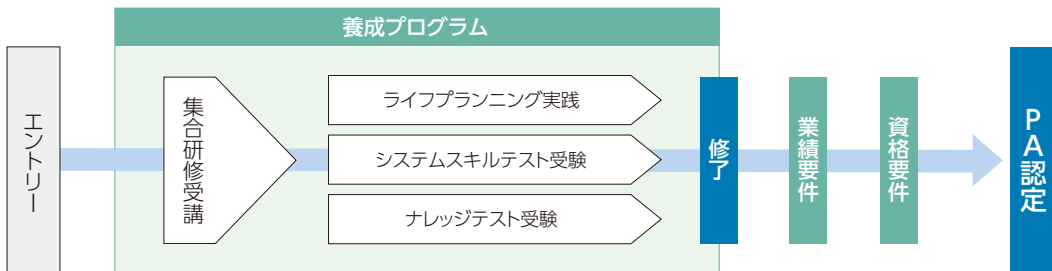 養成プログラム
エントリー
集合研修受講
ライフプランニング実践
システムスキルテスト受験
ナレッジテスト受験
修了
業績要件
資格要件
PA認定